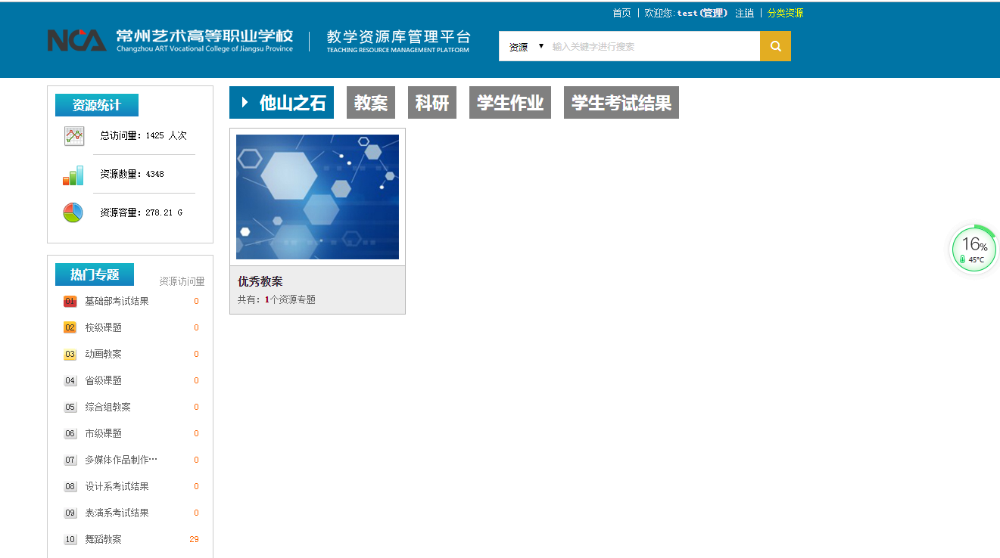 首页 | 欢迎您: test(管理) 注销 | 分类资源
NCA 常州艺术高等职业学校 教学资源库管理平台
Changzhou ART Vocational College of Jiangsu Province TEACHING RESOURCE MANAGEMENT PLATFORM
资源 ▼ 输入关键字进行搜索
资源统计
总访问量: 1425 人次
资源数量: 4348
资源容量: 278.21 G
热门专题 资源访问量
01 基础部考试结果 0
02 校级课题 0
03 动画教案 0
04 省级课题 0
05 综合组教案 0
06 市级课题 0
07 多媒体作品制作… 0
08 设计系考试结果 0
09 表演系考试结果 0
10 舞蹈教案 29
他山之石 教案 科研 学生作业 学生考试结果
优秀教案
共有: 1个资源专题
16%
45°C